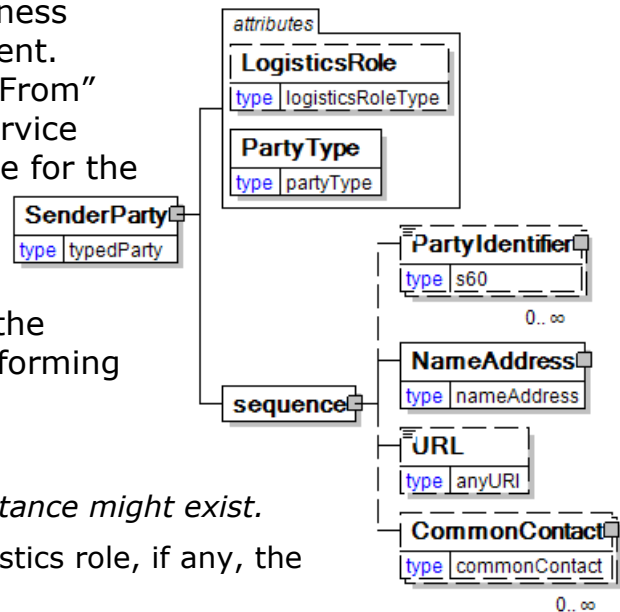 ness
ent.
From”
rvice
e for the
the
forming
tance might exist.
stics role, if any, the
attributes
LogisticsRole
type logisticsRoleType
PartyType
type partyType
SenderParty
type typedParty
sequence
PartyIdentifier
type s60
0.. ∞
NameAddress
type nameAddress
URL
type anyURI
CommonContact
type commonContact
0.. ∞